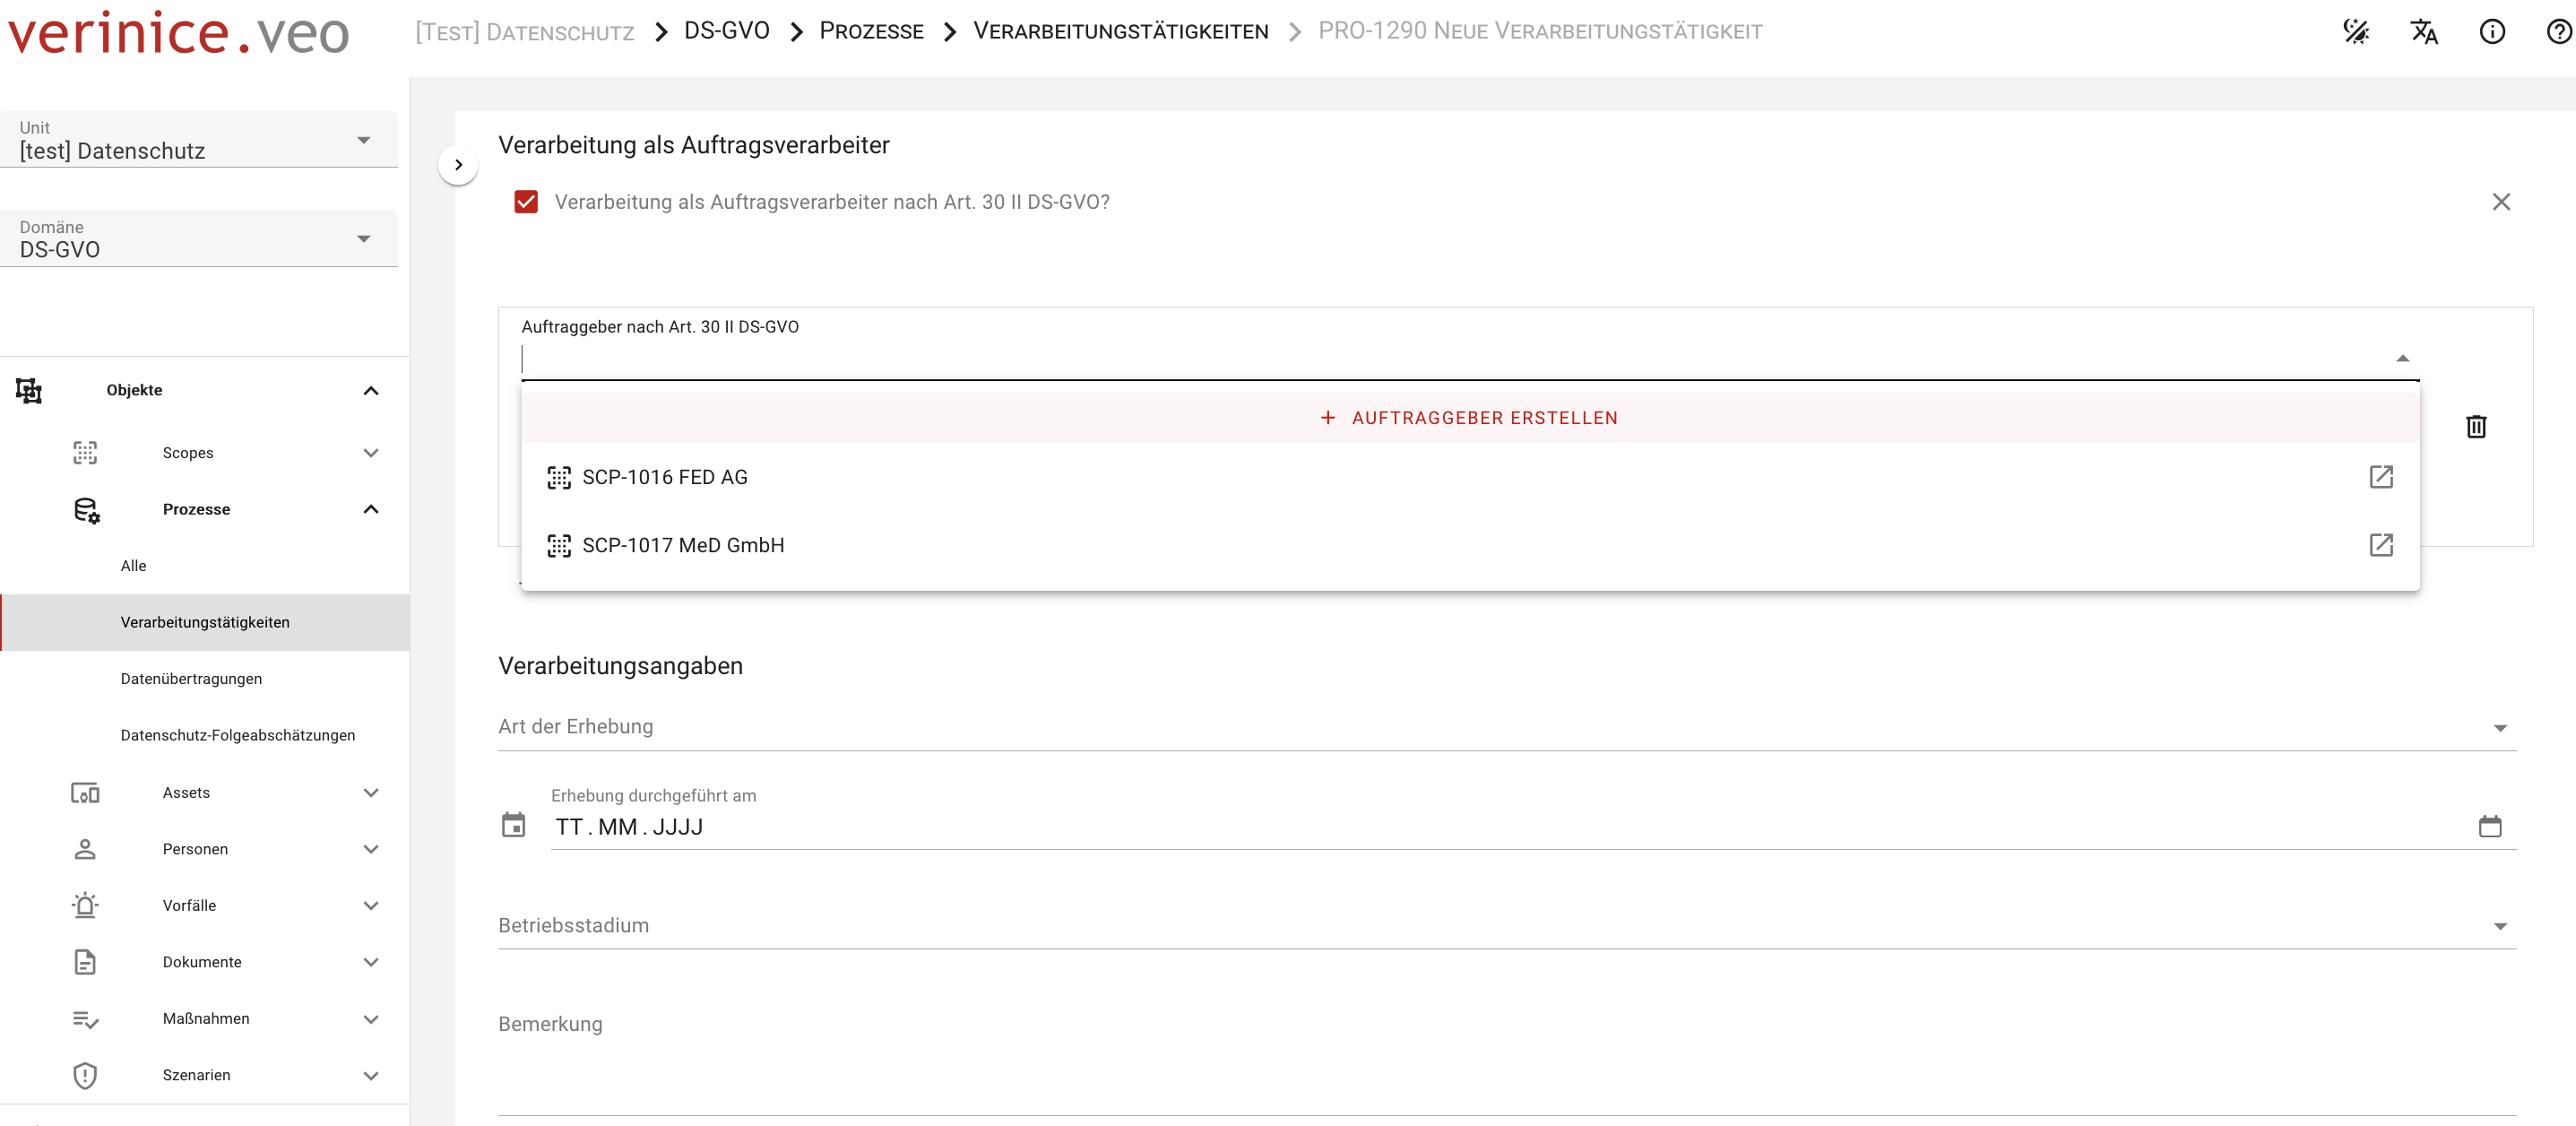 verinice.veo
[TEST] DATENSCHUTZ > DS-GVO > PROZESSE > VERARBEITUNGSTÄTIGKEITEN > PRO-1290 NEUE VERARBEITUNGSTÄTIGKEIT
Unit
[test] Datenschutz
Domäne
DS-GVO
Objekte
Scopes
Prozesse
Alle
Verarbeitungstätigkeiten
Datenübertragungen
Datenschutz-Folgeabschätzungen
Assets
Personen
Vorfälle
Dokumente
Maßnahmen
Szenarien
Verarbeitung als Auftragsverarbeiter
Verarbeitung als Auftragsverarbeiter nach Art. 30 II DS-GVO?
Auftraggeber nach Art. 30 II DS-GVO
+ AUFTRAGGEBER ERSTELLEN
SCP-1016 FED AG
SCP-1017 MeD GmbH
Verarbeitungsangaben
Art der Erhebung
Erhebung durchgeführt am
TT . MM . JJJJ
Betriebsstadium
Bemerkung